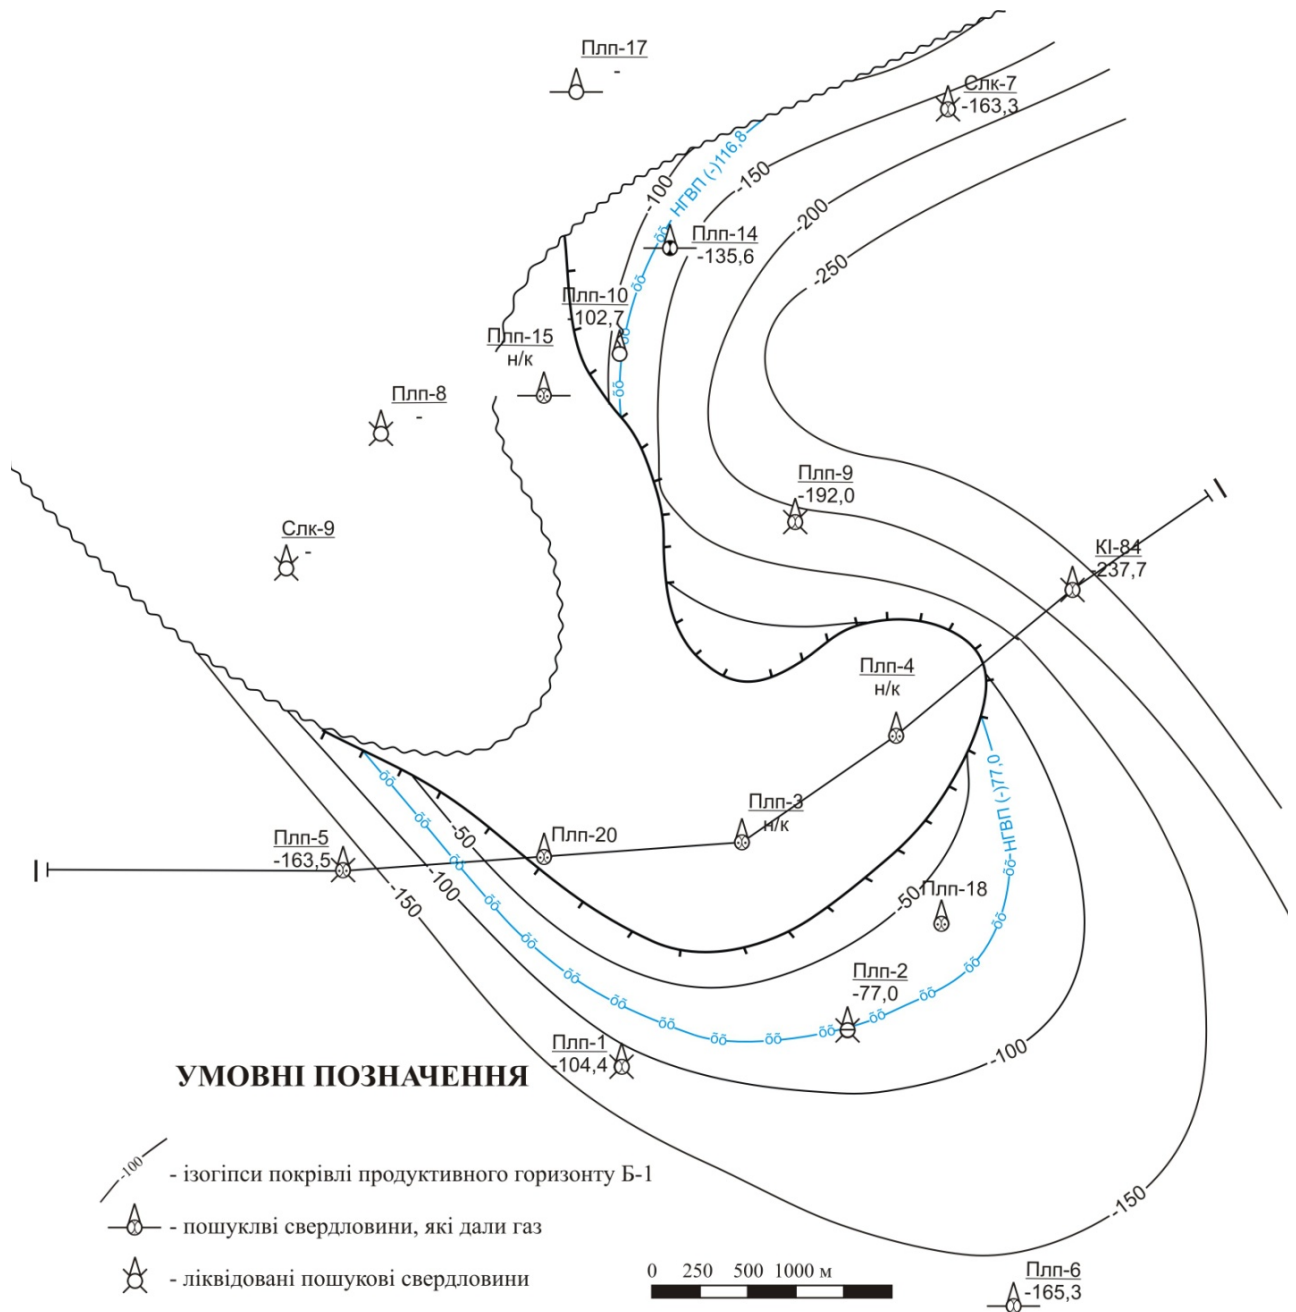 Плп-17
-
Слк-7
-163,3
НГВП (-)116,8
-150
-100
-200
Плп-14
-135,6
-250
Плп-10
-102,7
Плп-15
н/к
Плп-8
-
Плп-9
-192,0
I
Слк-9
-
КІ-84
-237,7
Плп-4
н/к
НГВП (-)77,0
Плп-3
н/к
-50
Плп-20
Плп-5
-163,5
I
-100
-150
-50
Плп-18
Плп-2
-77,0
Плп-1
-104,4
-100
УМОВНІ ПОЗНАЧЕННЯ
-100
- ізогіпси покрівлі продуктивного горизонту Б-1
-150
- пошуклві свердловини, які дали газ
- ліквідовані пошукові свердловини
0 250 500 1000 м
Плп-6
-165,3